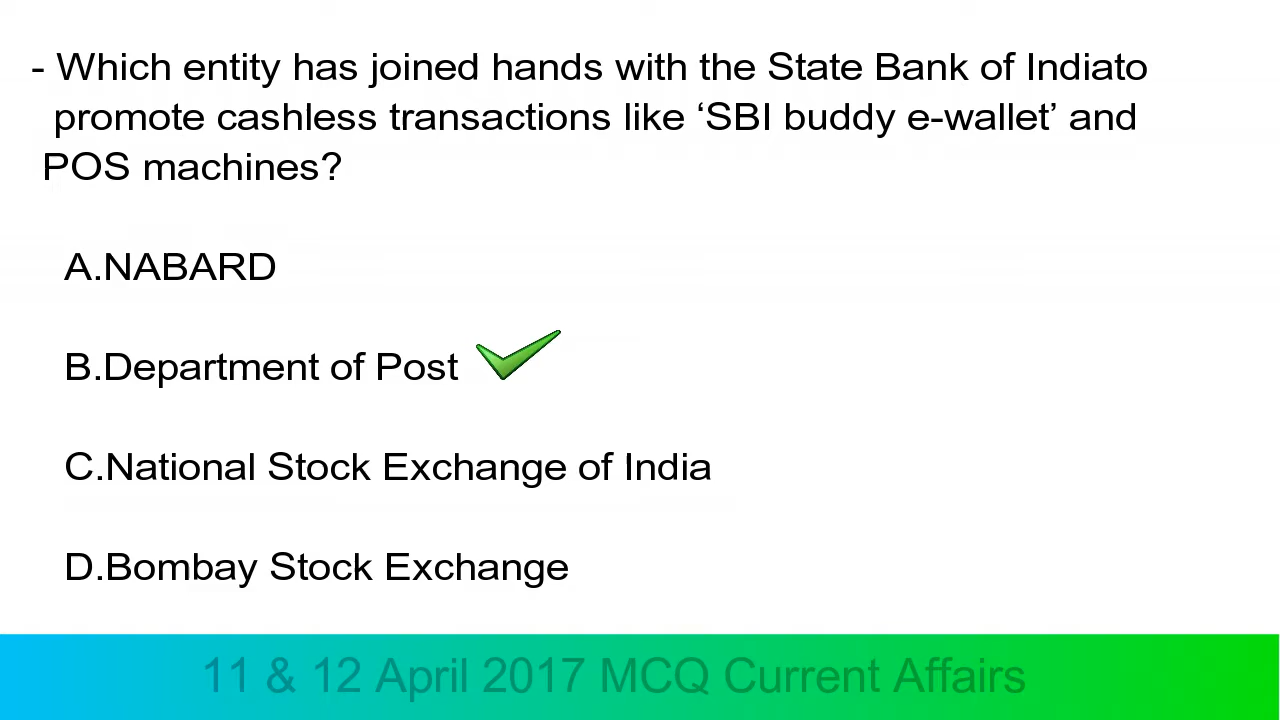 - Which entity has joined hands with the State Bank of Indiato
promote cashless transactions like ‘SBI buddy e-wallet’ and
POS machines?
A.NABARD
B.Department of Post
C.National Stock Exchange of India
D.Bombay Stock Exchange
11 & 12 April 2017 MCQ Current Affairs